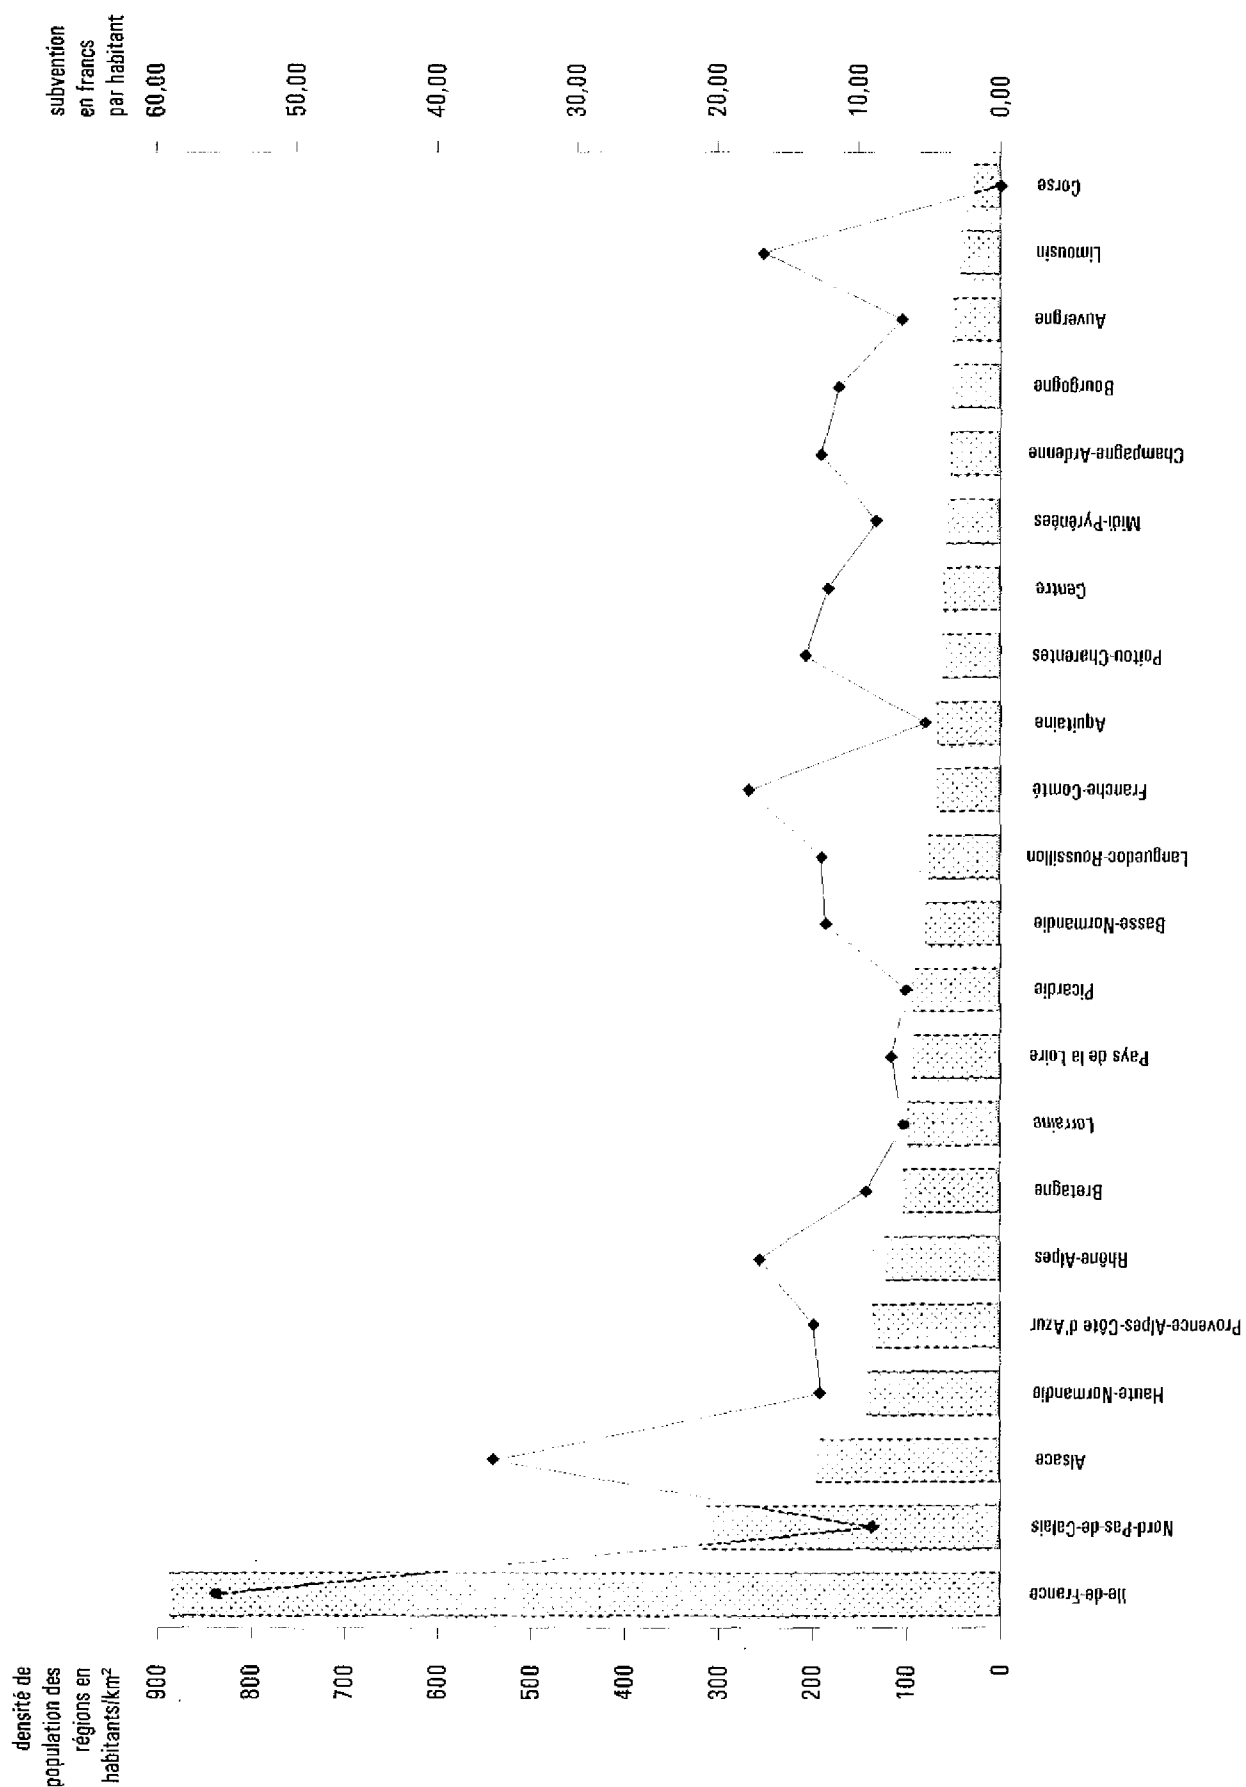 densité de
population des
régions en
habitants/km²
900
800
700
600
500
400
300
200
100
0
subvention
en francs
par habitant
60,00
50,00
40,00
30,00
20,00
10,00
0,00
Ile-de-France
Nord-Pas-de-Calais
Alsace
Haute-Normandie
Provence-Alpes-Côte d'Azur
Rhône-Alpes
Bretagne
Lorraine
Pays de la Loire
Picardie
Basse-Normandie
Languedoc-Roussillon
Franche-Comté
Aquitaine
Poitou-Charentes
Centre
Midi-Pyrénées
Champagne-Ardenne
Bourgogne
Auvergne
Limousin
Corse